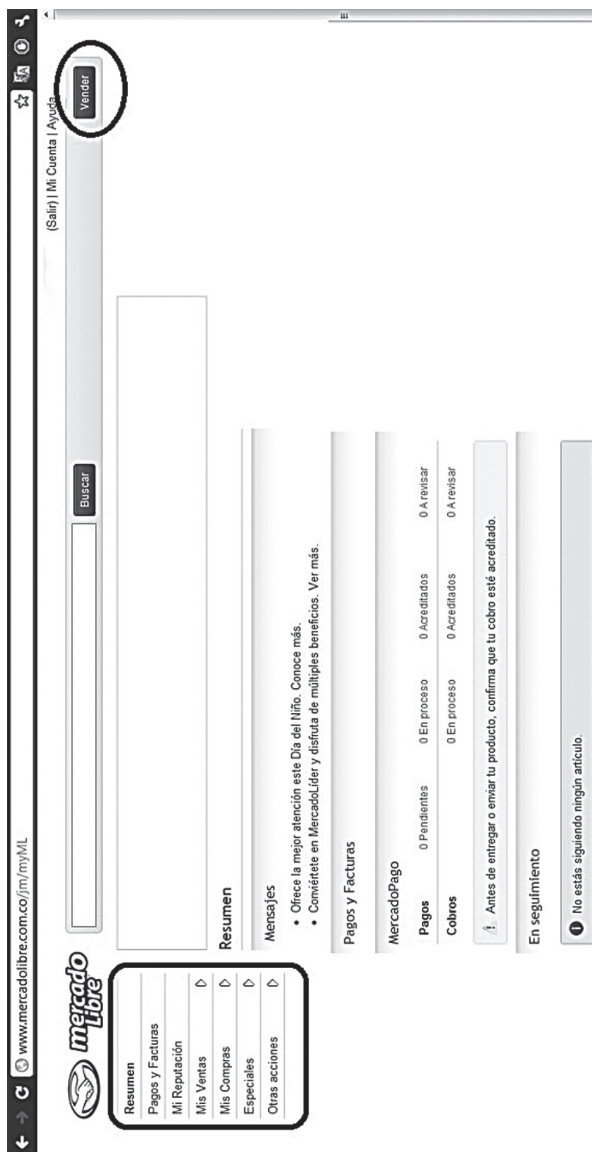 www.mercadolibre.com.co/jm/myML
(Salir) | Mi Cuenta | Ayuda
mercado
Libre
Buscar
Vender
Resumen
Pagos y Facturas
Mi Reputación
Mis Ventas
Mis Compras
Especiales
Otras acciones
Resumen
Mensajes
• Ofrece la mejor atención este Día del Niño. Conoce más.
• Conviértete en MercadoLíder y disfruta de múltiples beneficios. Ver más.
Pagos y Facturas
MercadoPago
Pagos 0 Pendientes 0 En proceso 0 Acreditados 0 A revisar
Cobros 0 En proceso 0 Acreditados 0 A revisar
Antes de entregar o enviar tu producto, confirma que tu cobro esté acreditado.
En seguimiento
No estás siguiendo ningún artículo.